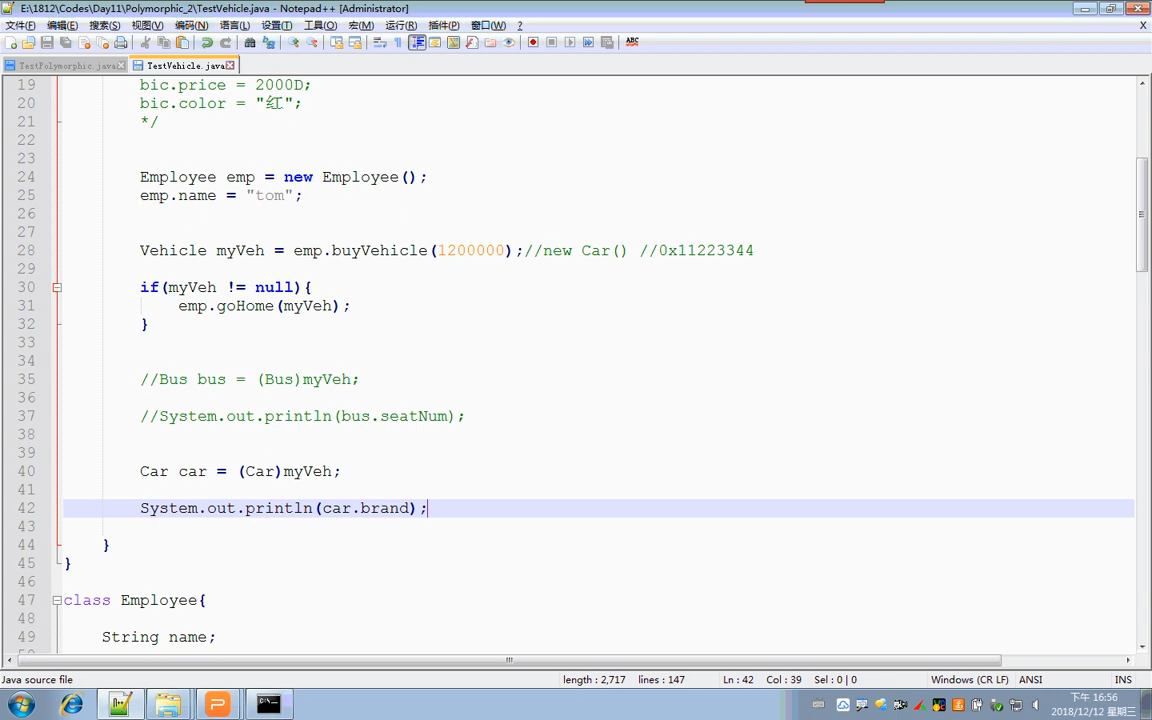 E:\1812\Codes\Day11\Polymorphic_2\TestVehicle.java - Notepad++ [Administrator]
文件(F) 编辑(E) 搜索(S) 视图(V) 编码(N) 语言(L) 设置(T) 工具(O) 宏(M) 运行(R) 插件(P) 窗口(W) ? X
ABC
TestPolymorphic.java TestVehicle.java
19 bic.price = 2000D;
20 bic.color = "红";
21 */
22
23
24 Employee emp = new Employee();
25 emp.name = "tom";
26
27
28 Vehicle myVeh = emp.buyVehicle(1200000);//new Car() //0x11223344
29
30 if(myVeh != null){
31 emp.goHome(myVeh);
32 }
33
34
35 //Bus bus = (Bus)myVeh;
36
37 //System.out.println(bus.seatNum);
38
39
40 Car car = (Car)myVeh;
41
42 System.out.println(car.brand);
43
44 }
45 }
46
47 class Employee{
48
49 String name;
Java source file length : 2,717 lines : 147 Ln : 42 Col : 39 Sel : 0 | 0 Windows (CR LF) ANSI INS
下午 16:56
2018/12/12 星期三